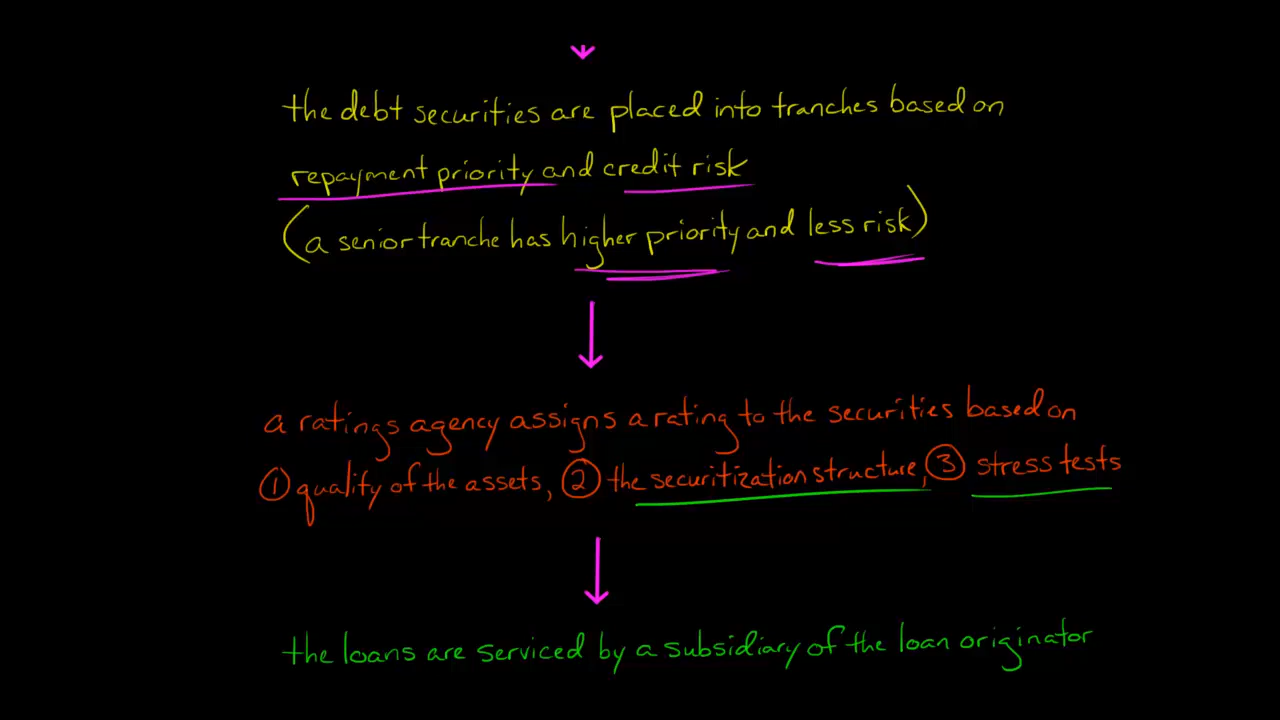 the debt securities are placed into tranches based on
repayment priority and credit risk
(a senior tranche has higher priority and less risk)
a ratings agency assigns a rating to the securities based on
① quality of the assets, ② the securitization structure, ③ stress tests
the loans are serviced by a subsidiary of the loan originator